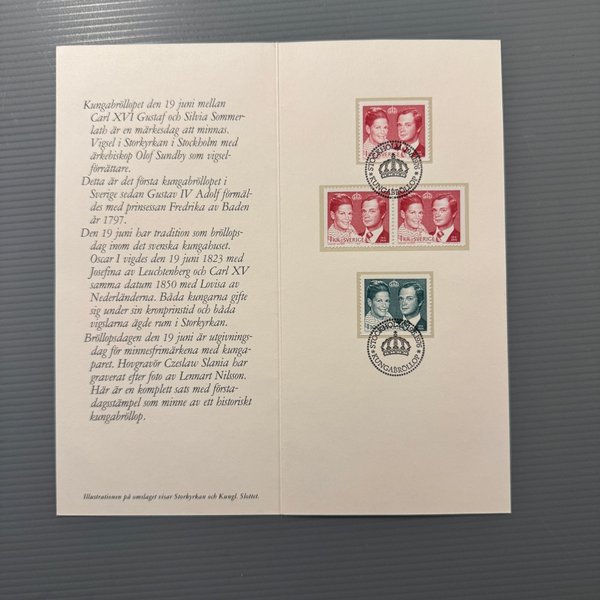 Kungabröllopet den 19 juni mellan
Carl XVI Gustaf och Silvia Sommer-
lath är en märkesdag att minnas.
Vigsel i Storkyrkan i Stockholm med
ärkebiskop Olof Sundby som vigsel-
förrättare.
Detta är det första kungabröllopet i
Sverige sedan Gustav IV Adolf förmäl-
des med prinsessan Fredrika av Baden
år 1797.
Den 19 juni har tradition som bröllops-
dag inom det svenska kungahuset.
Oscar I vigdes den 19 juni 1823 med
Josefina av Leuchtenberg och Carl XV
samma datum 1850 med Lovisa av
Nederländerna. Båda kungarna gifte
sig under sin kronprinstid och båda
vigslarna ägde rum i Storkyrkan.
Bröllopsdagen den 19 juni är utgivnings-
dag för minnesfrimärkena med kunga-
paret. Hovgravör Czeslaw Slania har
graverat efter foto av Lennart Nilson.
Här är en komplett sats med första-
dagsstämpel som minne av ett historiskt
kungabröllop.
Illustrationen på omslaget visar Storkyrkan och Kungl. Slottet.
SVERIGE
STOCKHOLM
KUNGABRÖLLOP
1 KR SVERIGE
1 KR SVERIGE
STOCKHOLM
KUNGABRÖLLOP